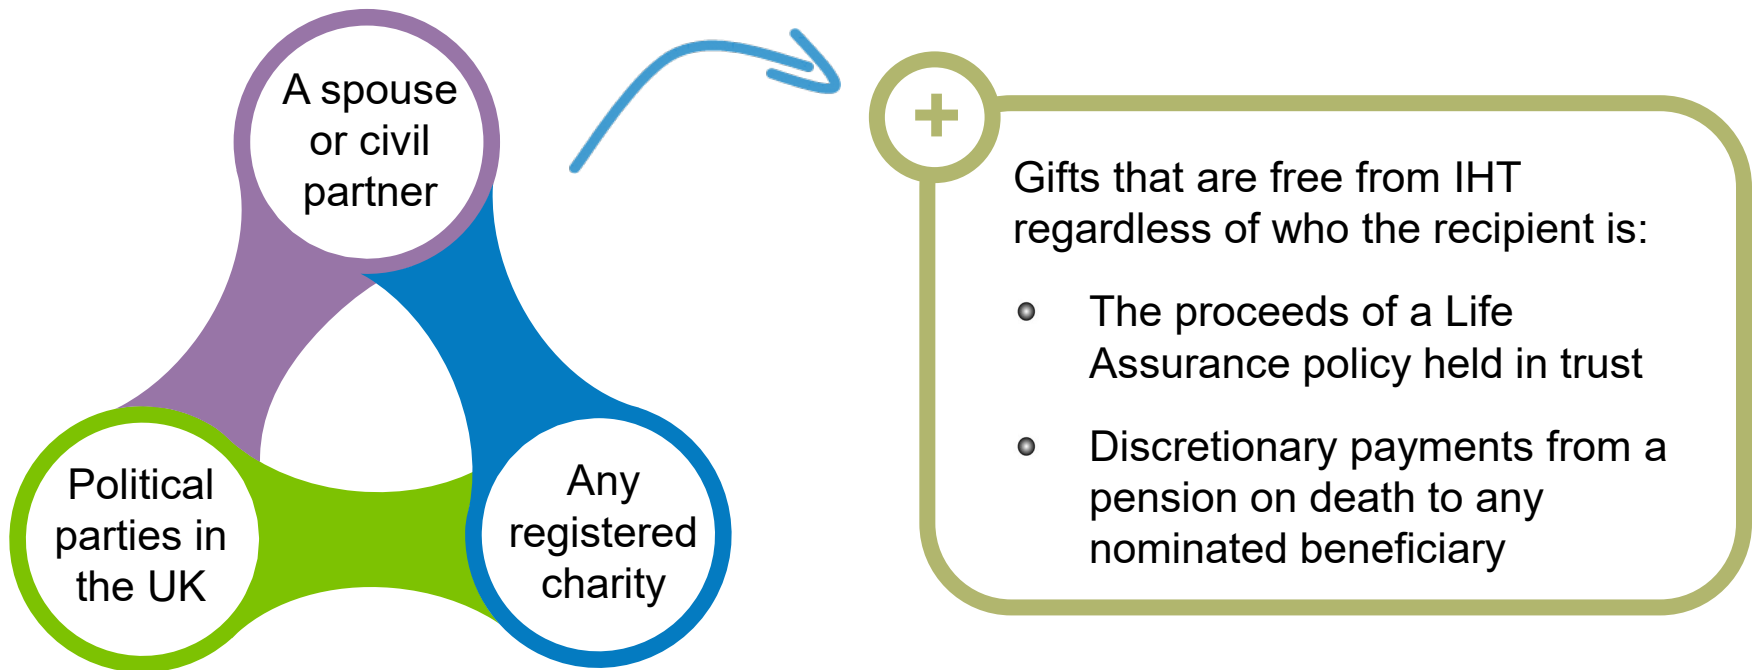 A spouse
or civil
partner
Political
parties in
the UK
Any
registered
charity
+
Gifts that are free from IHT
regardless of who the recipient is:
The proceeds of a Life
Assurance policy held in trust
Discretionary payments from a
pension on death to any
nominated beneficiary